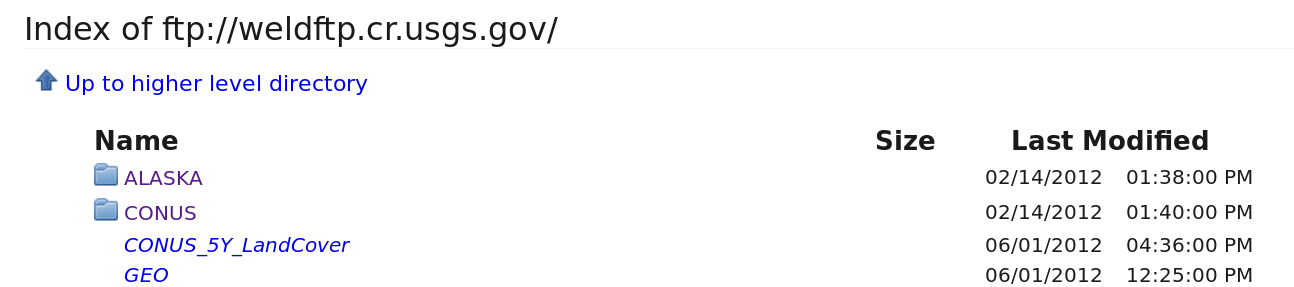 Index of ftp://weldftp.cr.usgs.gov/
Up to higher level directory
Name Size Last Modified
ALASKA 02/14/2012 01:38:00 PM
CONUS 02/14/2012 01:40:00 PM
CONUS_5Y_LandCover 06/01/2012 04:36:00 PM
GEO 06/01/2012 12:25:00 PM